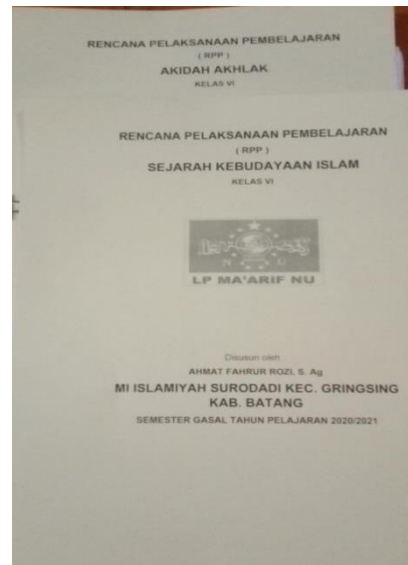 RENCANA PELAKSANAAN PEMBELAJARAN
( RPP )
AKIDAH AKHLAK
KELAS VI
RENCANA PELAKSANAAN PEMBELAJARAN
( RPP )
SEJARAH KEBUDAYAAN ISLAM
KELAS VI
N U
LP MA'ARIF NU
Disusun oleh
AHMAT FAHRUR ROZI, S. Ag
MI ISLAMIYAH SURODADI KEC. GRINGSING
KAB. BATANG
SEMESTER GASAL TAHUN PELAJARAN 2020/2021